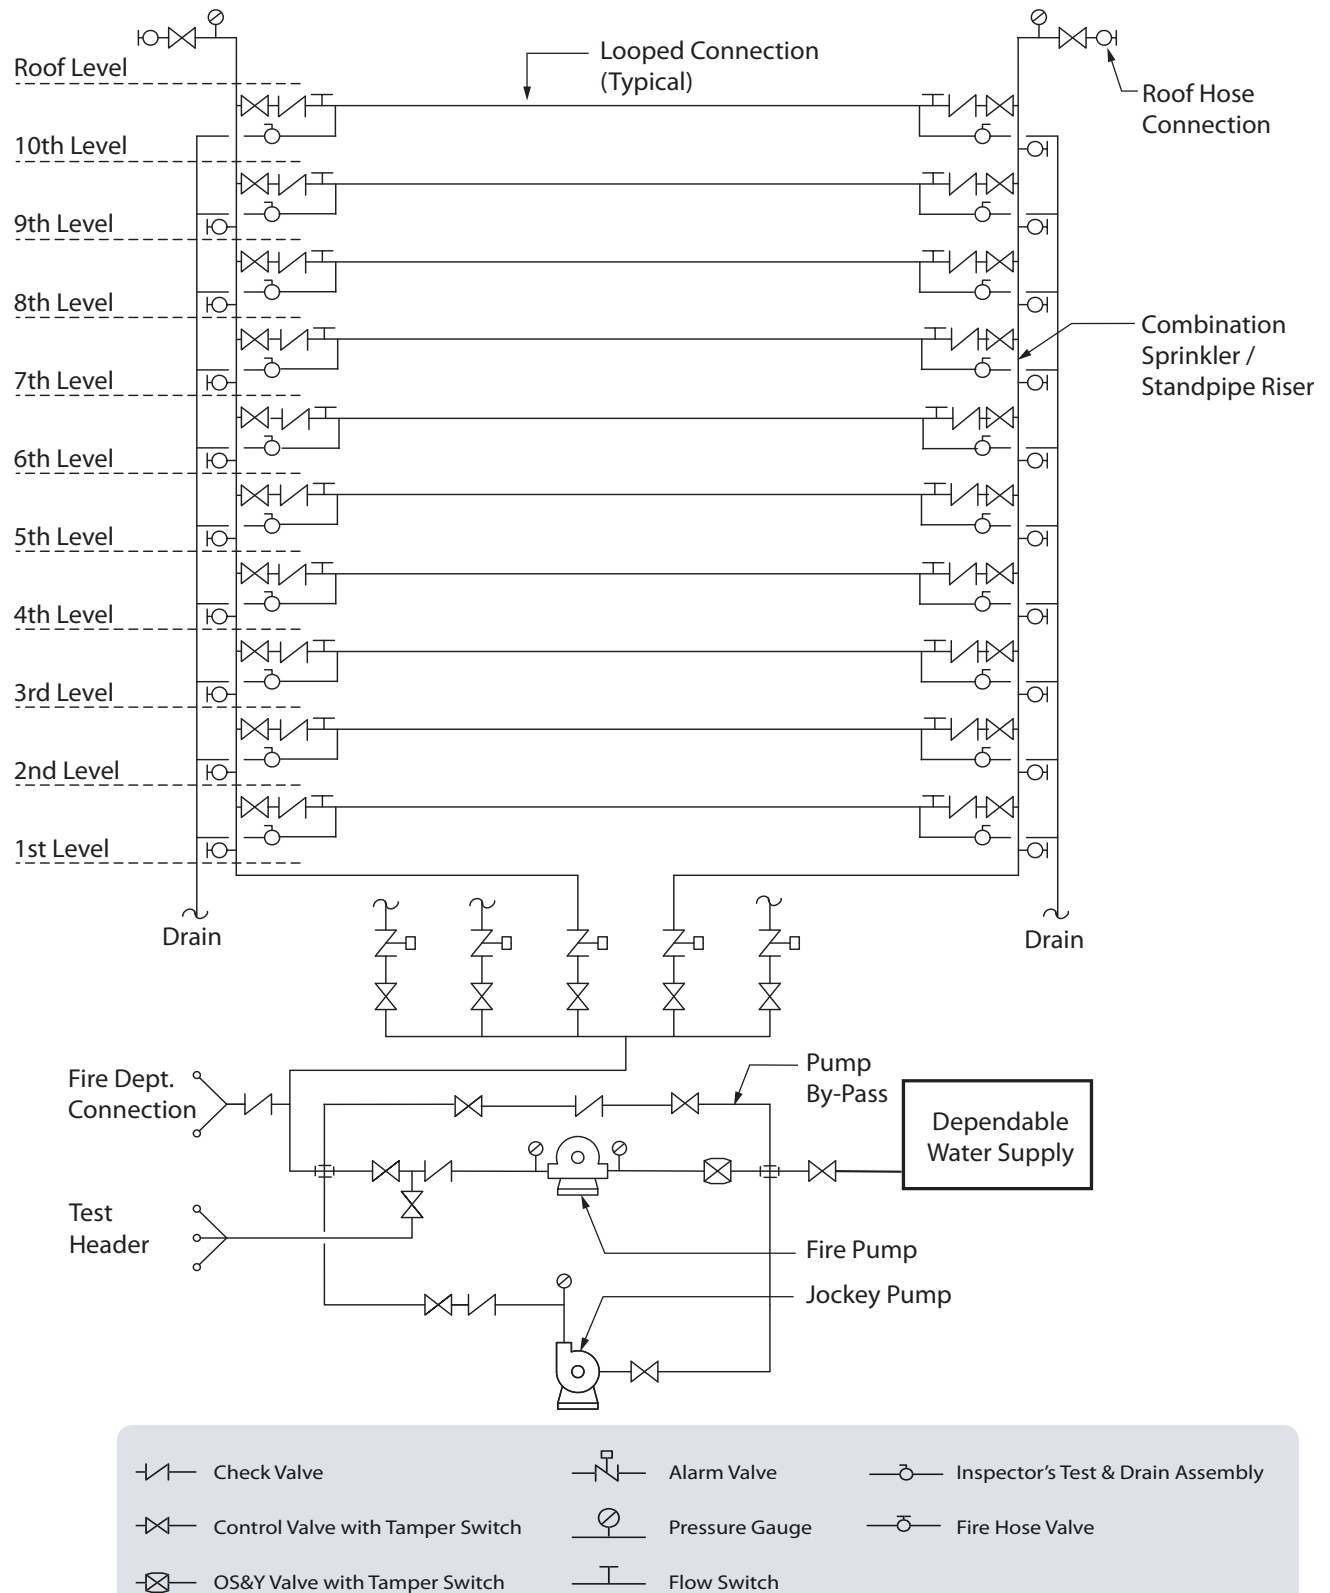 Looped Connection
(Typical)
Roof Level
Roof Hose
Connection
10th Level
9th Level
8th Level
Combination
Sprinkler /
Standpipe Riser
7th Level
6th Level
5th Level
4th Level
3rd Level
2nd Level
1st Level
Drain
Drain
Fire Dept.
Connection
Pump
By-Pass
Dependable
Water Supply
Test
Header
Fire Pump
Jockey Pump
Check Valve
Alarm Valve
Inspector’s Test & Drain Assembly
Control Valve with Tamper Switch
Pressure Gauge
Fire Hose Valve
OS&Y Valve with Tamper Switch
Flow Switch